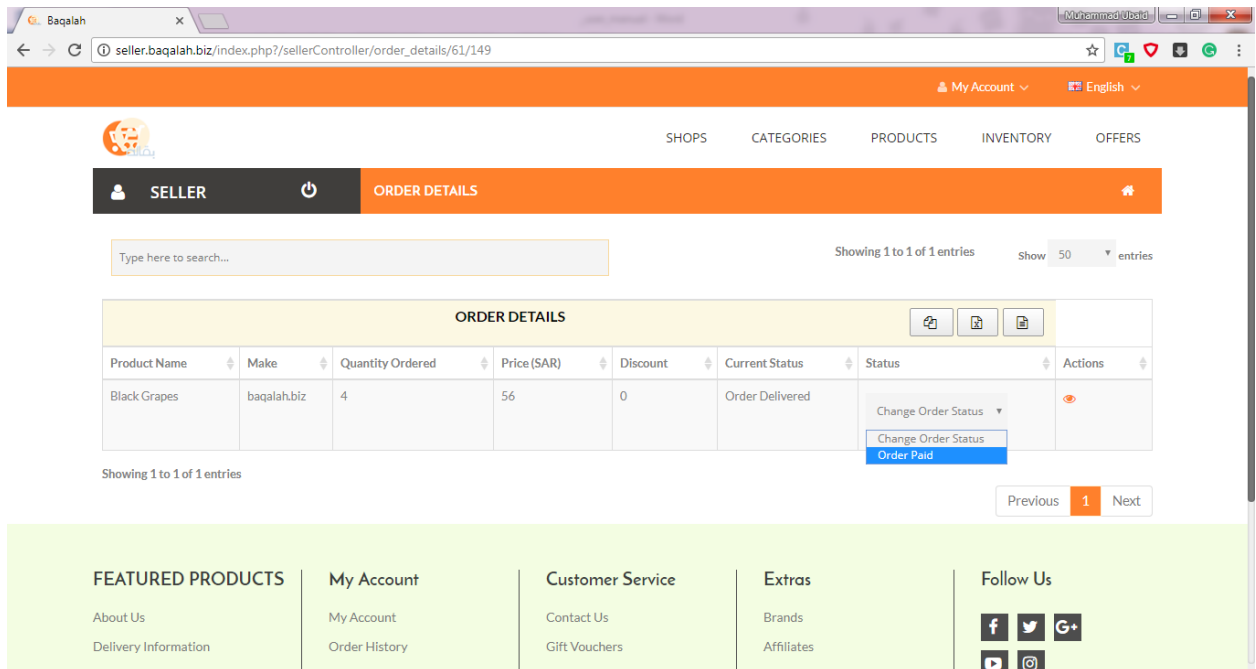 Baqalah
Muhammad Ubaid
seller.baqalah.biz/index.php?/sellerController/order_details/61/149
7
My Account
English
بقالة
SHOPS CATEGORIES PRODUCTS INVENTORY OFFERS
SELLER
ORDER DETAILS
Type here to search...
Showing 1 to 1 of 1 entries
Show 50 entries
ORDER DETAILS
Product Name Make Quantity Ordered Price (SAR) Discount Current Status Status Actions
Black Grapes baqalah.biz 4 56 0 Order Delivered Change Order Status
Change Order Status
Order Paid
Showing 1 to 1 of 1 entries
Previous 1 Next
FEATURED PRODUCTS My Account Customer Service Extras Follow Us
About Us My Account Contact Us Brands
Delivery Information Order History Gift Vouchers Affiliates